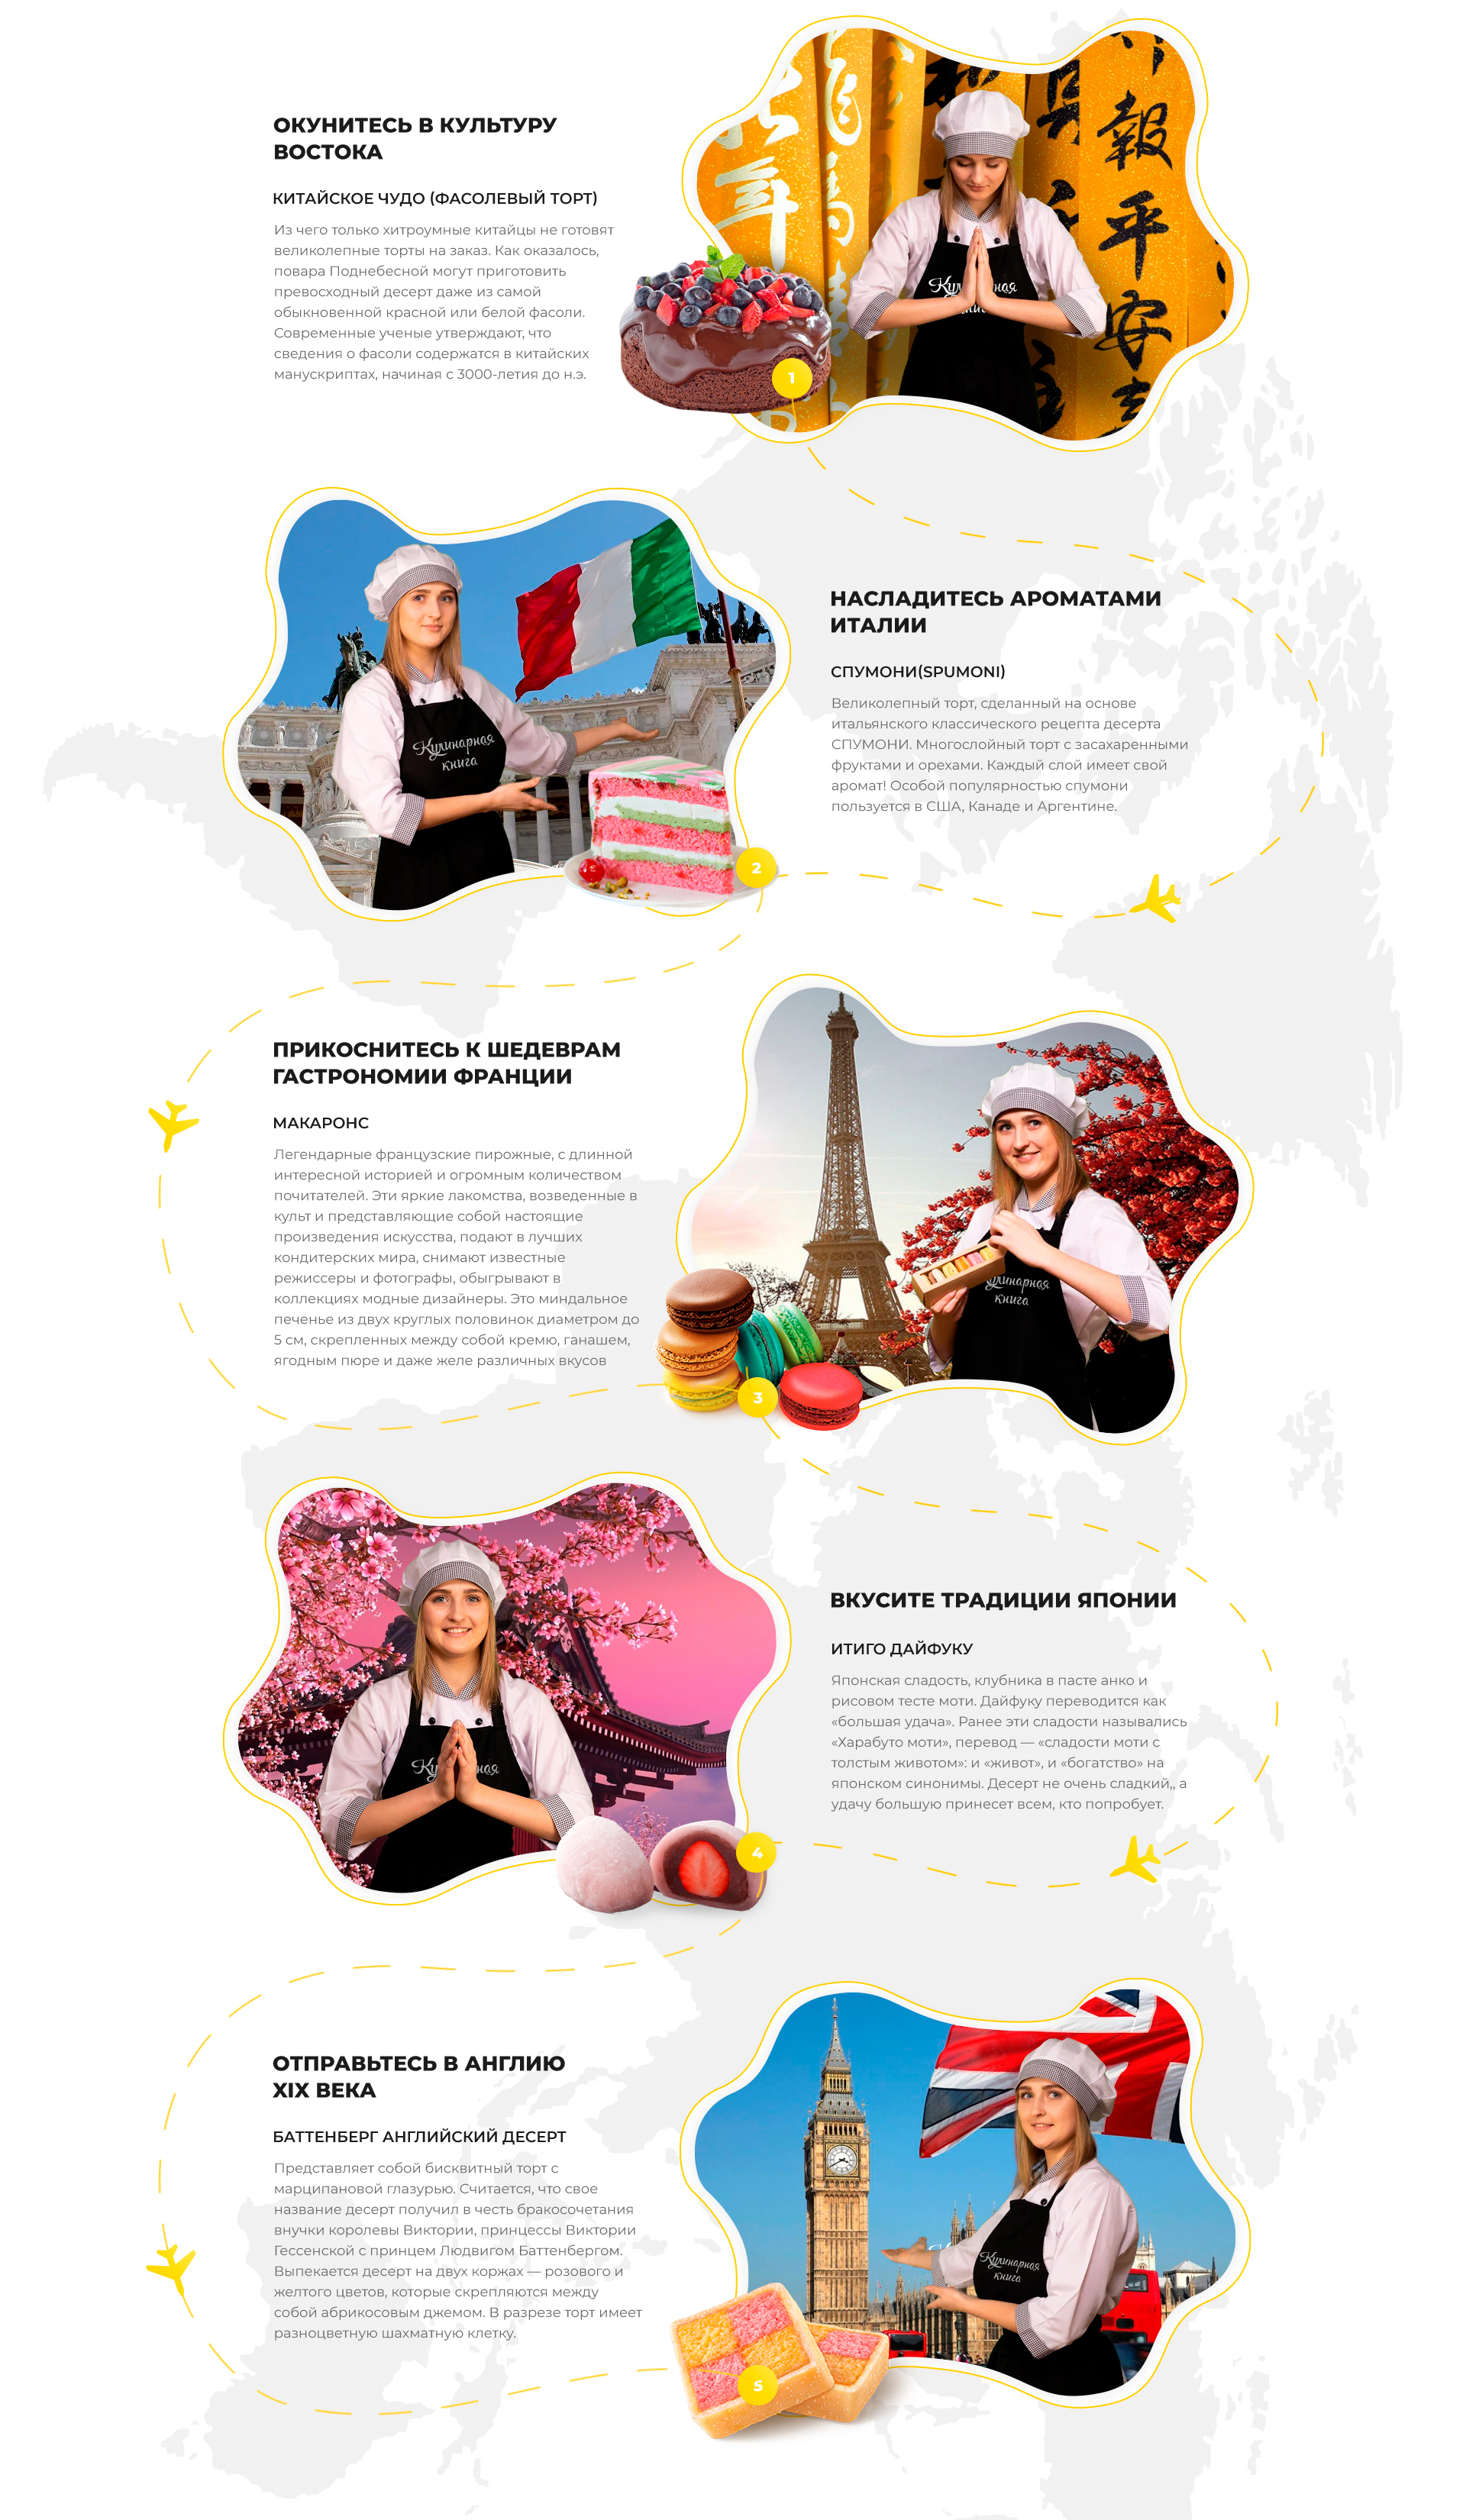 ОКУНИТЕСЬ В КУЛЬТУРУ
ВОСТОКА
КИТАЙСКОЕ ЧУДО (ФАСОЛЕВЫЙ ТОРТ)
Из чего только хитроумные китайцы не готовят
великолепные торты на заказ. Как оказалось,
повара Поднебесной могут приготовить
превосходный десерт даже из самой
обыкновенной красной или белой фасоли.
Современные ученые утверждают, что
сведения о фасоли содержатся в китайских
манускриптах, начиная с 3000-летия до н.э.
報
平
安
1
НАСЛАДИТЕСЬ АРОМАТАМИ
ИТАЛИИ
СПУМОНИ(SPUMONI)
Великолепный торт, сделанный на основе
итальянского классического рецепта десерта
СПУМОНИ. Многослойный торт с засахаренными
фруктами и орехами. Каждый слой имеет свой
аромат! Особой популярностью спумони
пользуется в США, Канаде и Аргентине.
Кулинарная
книга
2
ПРИКОСНИТЕСЬ К ШЕДЕВРАМ
ГАСТРОНОМИИ ФРАНЦИИ
МАКАРОНС
Легендарные французские пирожные, с длинной
интересной историей и огромным количеством
почитателей. Эти яркие лакомства, возведенные в
культ и представляющие собой настоящие
произведения искусства, подают в лучших
кондитерских мира, снимают известные
режиссеры и фотографы, обыгрывают в
коллекциях модные дизайнеры. Это миндальное
печенье из двух круглых половинок диаметром до
5 см, скрепленных между собой кремю, ганашем,
ягодным пюре и даже желе различных вкусов
книга
3
ВКУСИТЕ ТРАДИЦИИ ЯПОНИИ
ИТИГО ДАЙФУКУ
Японская сладость, клубника в пасте анко и
рисовом тесте моти. Дайфуку переводится как
«большая удача». Ранее эти сладости назывались
«Харабуто моти», перевод — «сладости моти с
толстым животом»: и «живот», и «богатство» на
японском синонимы. Десерт не очень сладкий,, а
удачу большую принесет всем, кто попробует.
4
ОТПРАВЬТЕСЬ В АНГЛИЮ
XIX ВЕКА
БАТТЕНБЕРГ АНГЛИЙСКИЙ ДЕСЕРТ
Представляет собой бисквитный торт с
марципановой глазурью. Считается, что свое
название десерт получил в честь бракосочетания
внучки королевы Виктории, принцессы Виктории
Гессенской с принцем Людвигом Баттенбергом.
Выпекается десерт на двух коржах — розового и
желтого цветов, которые скрепляются между
собой абрикосовым джемом. В разрезе торт имеет
разноцветную шахматную клетку.
Кулинарная
книга
5